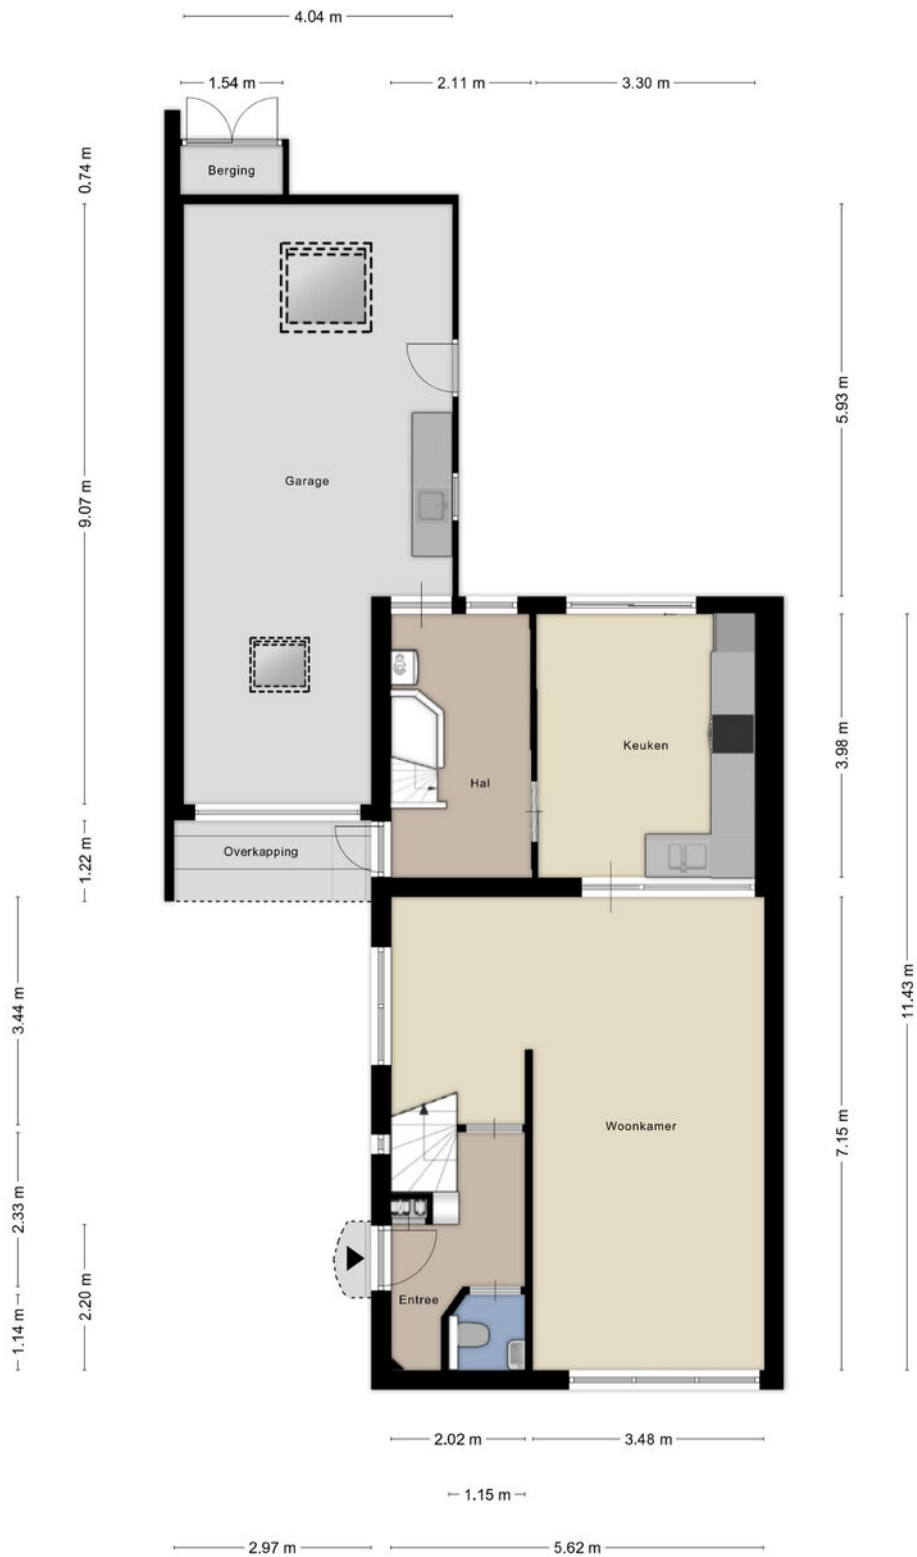 4.04 m
1.54 m
2.11 m
3.30 m
0.74 m
Berging
5.93 m
Garage
9.07 m
3.98 m
Keuken
Hal
1.22 m
Overkapping
3.44 m
11.43 m
7.15 m
Woonkamer
2.33 m
2.20 m
Entree
1.14 m
2.02 m
3.48 m
1.15 m
2.97 m
5.62 m